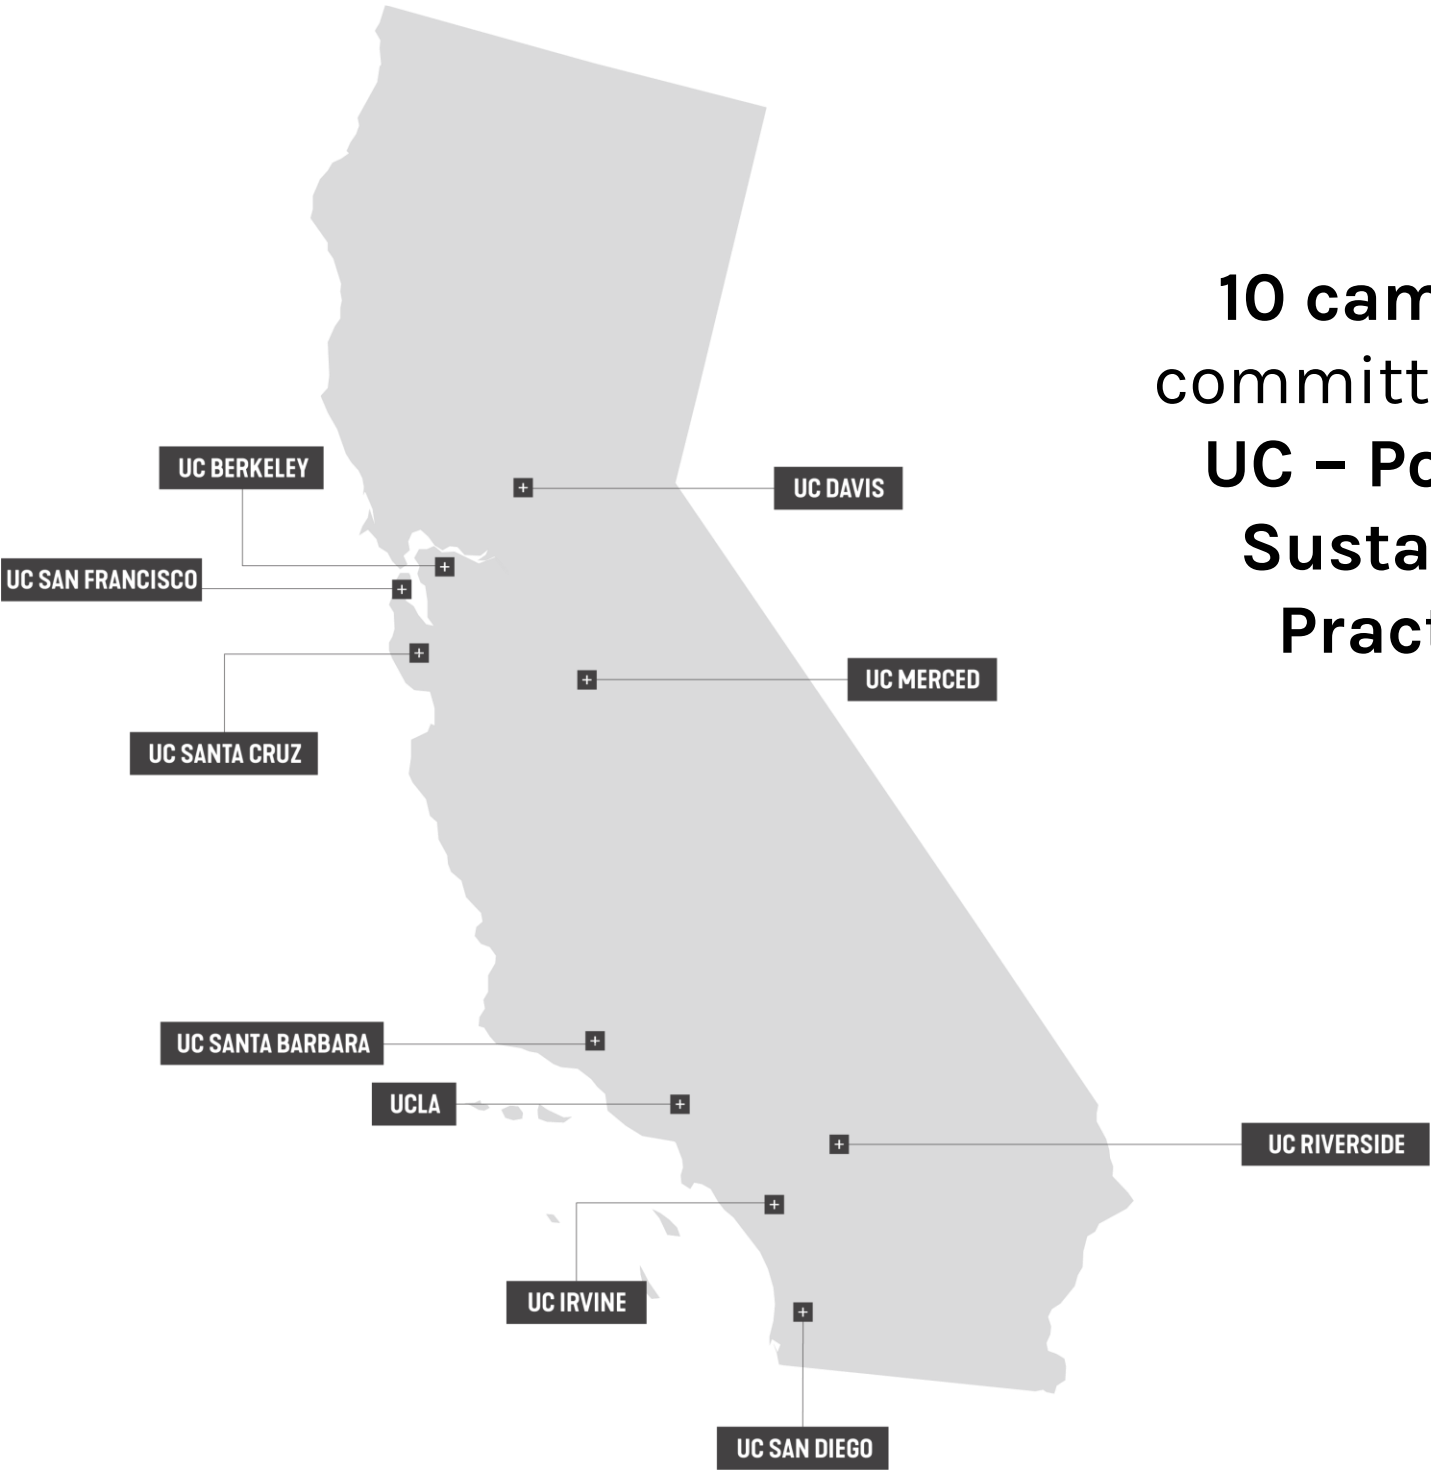 10 cam
committ
UC – Po
Susta
Pract
UC BERKELEY
UC DAVIS
UC SAN FRANCISCO
UC MERCED
UC SANTA CRUZ
UC SANTA BARBARA
UCLA
UC RIVERSIDE
UC IRVINE
UC SAN DIEGO